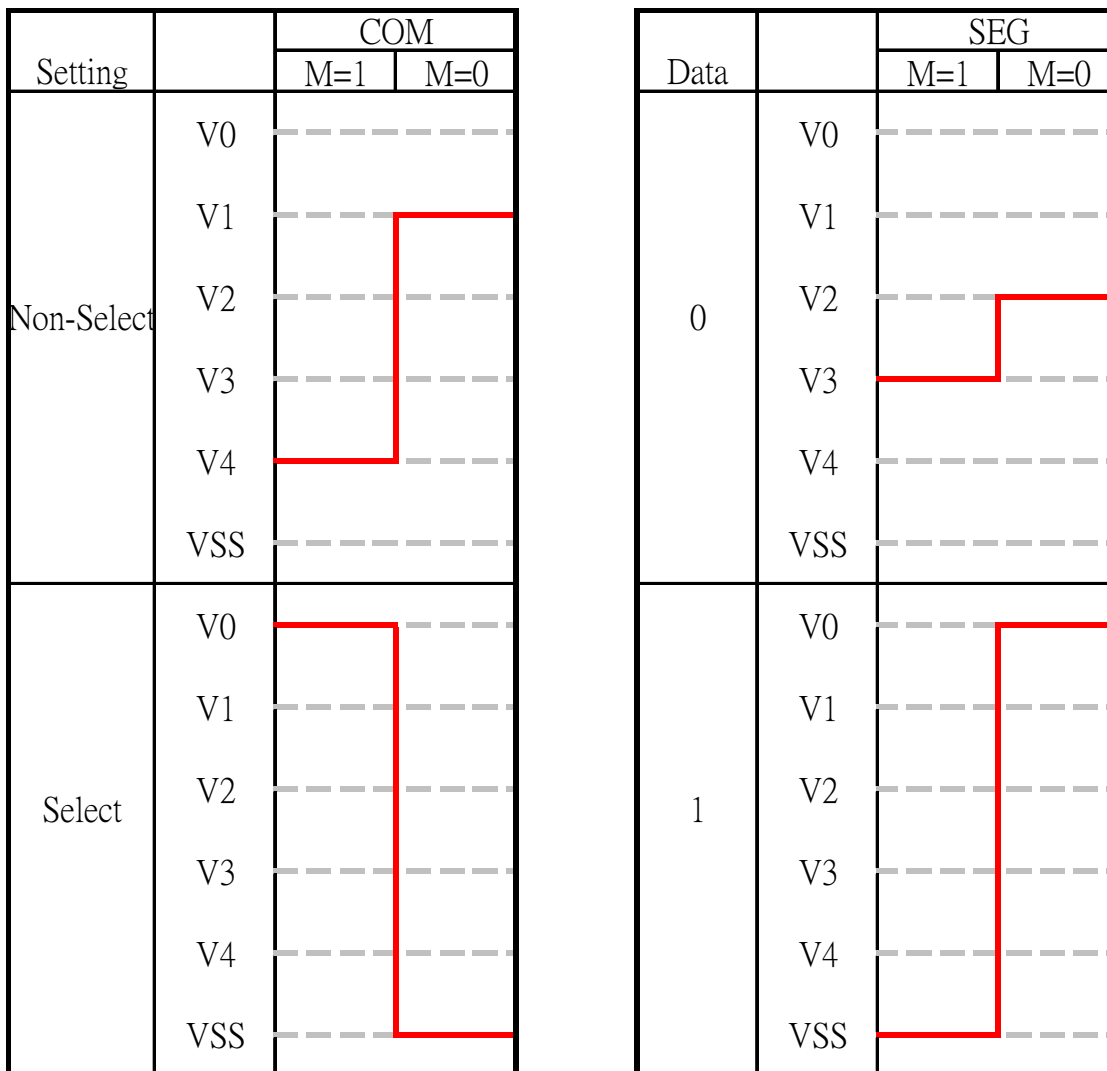 COM
Setting M=1 M=0
V0
V1
V2
Non-Select
V3
V4
VSS
V0
V1
V2
Select
V3
V4
VSS
SEG
Data M=1 M=0
V0
V1
V2
0
V3
V4
VSS
V0
V1
V2
1
V3
V4
VSS